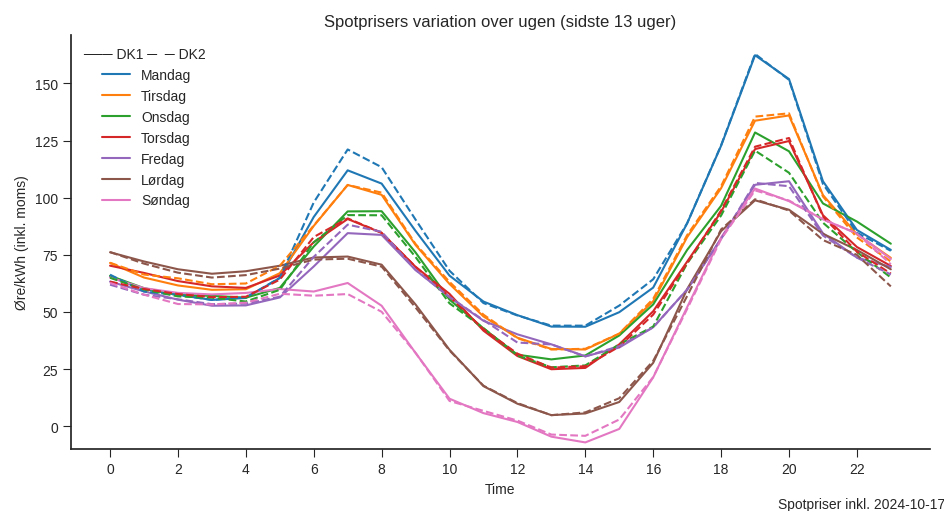 Spotprisers variation over ugen (sidste 13 uger)
DK1 DK2
Mandag
Tirsdag
Onsdag
Torsdag
Fredag
Lørdag
Søndag
Øre/kWh (inkl. moms)
150
125
100
75
50
25
0
0 2 4 6 8 10 12 14 16 18 20 22
Time
Spotpriser inkl. 2024-10-17